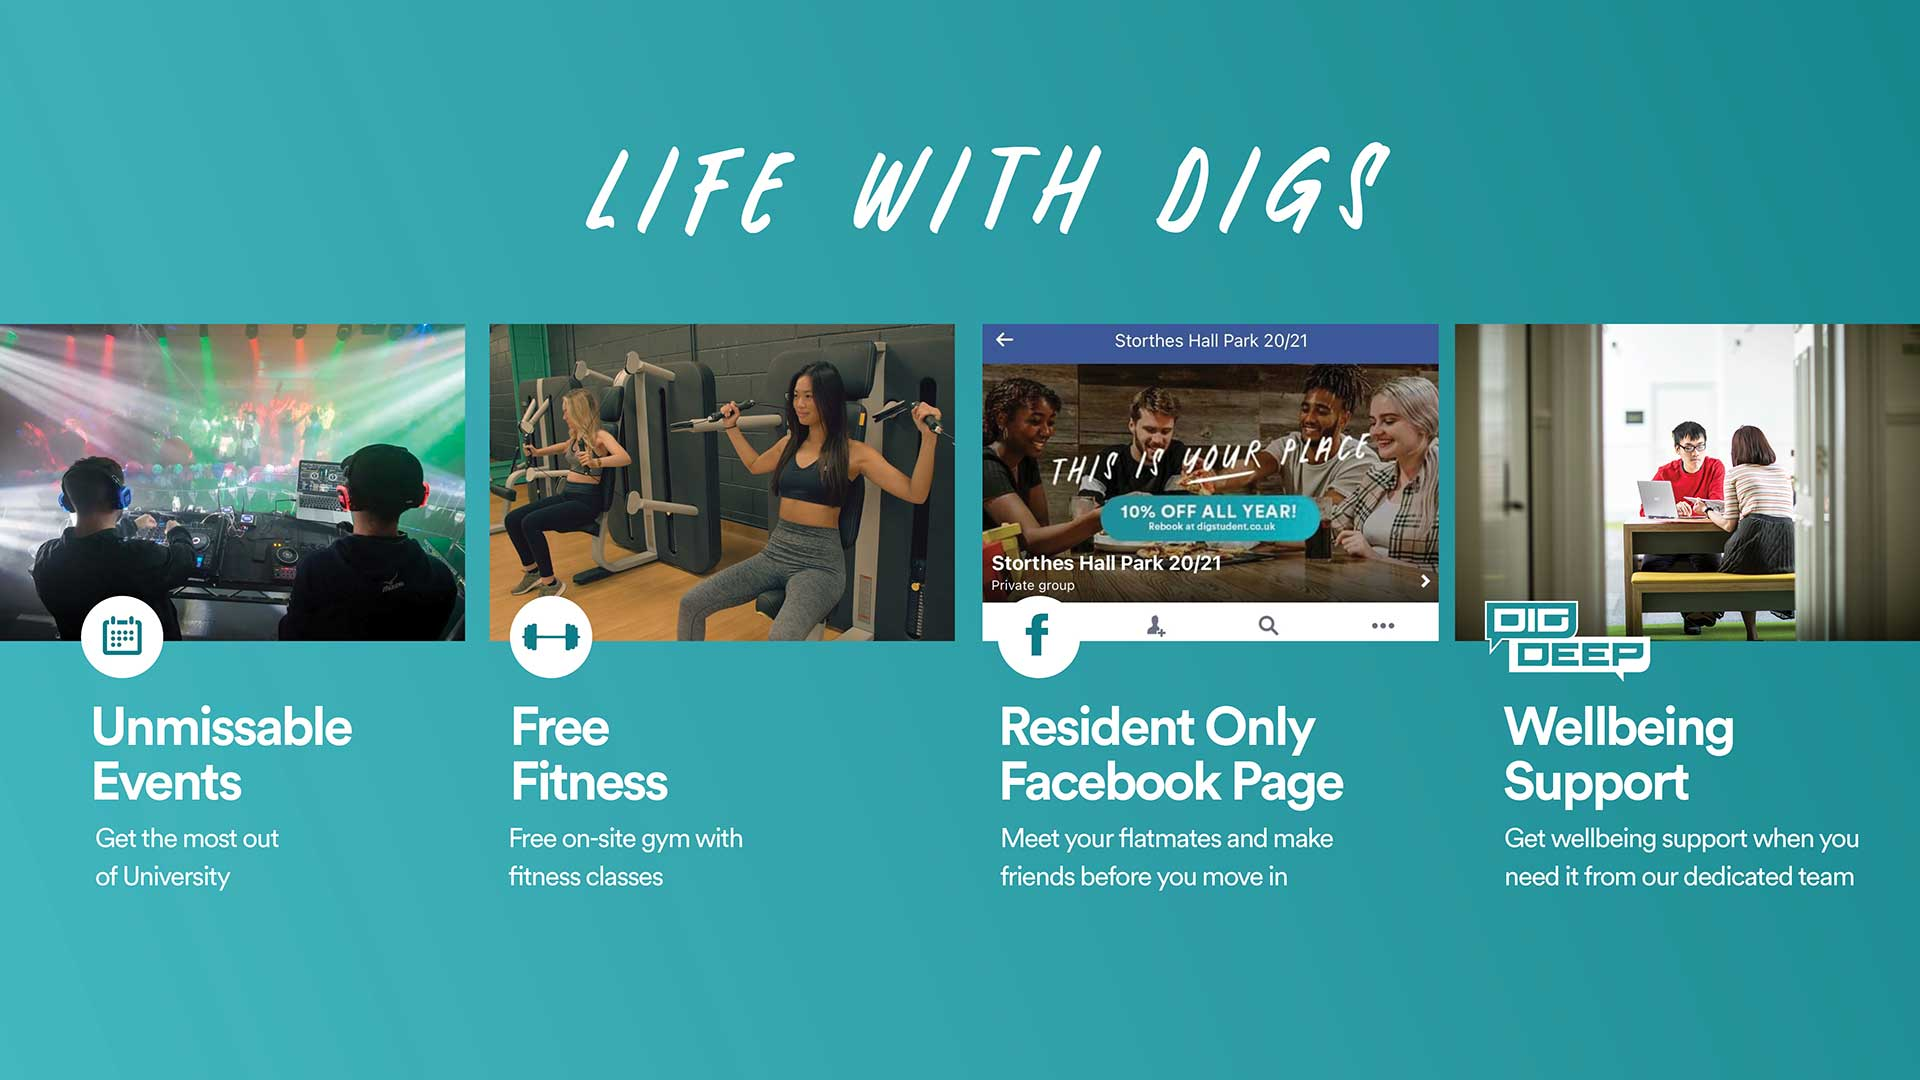 LIFE WITH DIGS
Storthes Hall Park 20/21
THIS IS YOUR PLACE
10% OFF ALL YEAR!
Rebook at digstudent.co.uk
Storthes Hall Park 20/21
Private group
f
DIG
DEEP
Unmissable
Events
Get the most out
of University
Free
Fitness
Free on-site gym with
fitness classes
Resident Only
Facebook Page
Meet your flatmates and make
friends before you move in
Wellbeing
Support
Get wellbeing support when you
need it from our dedicated team